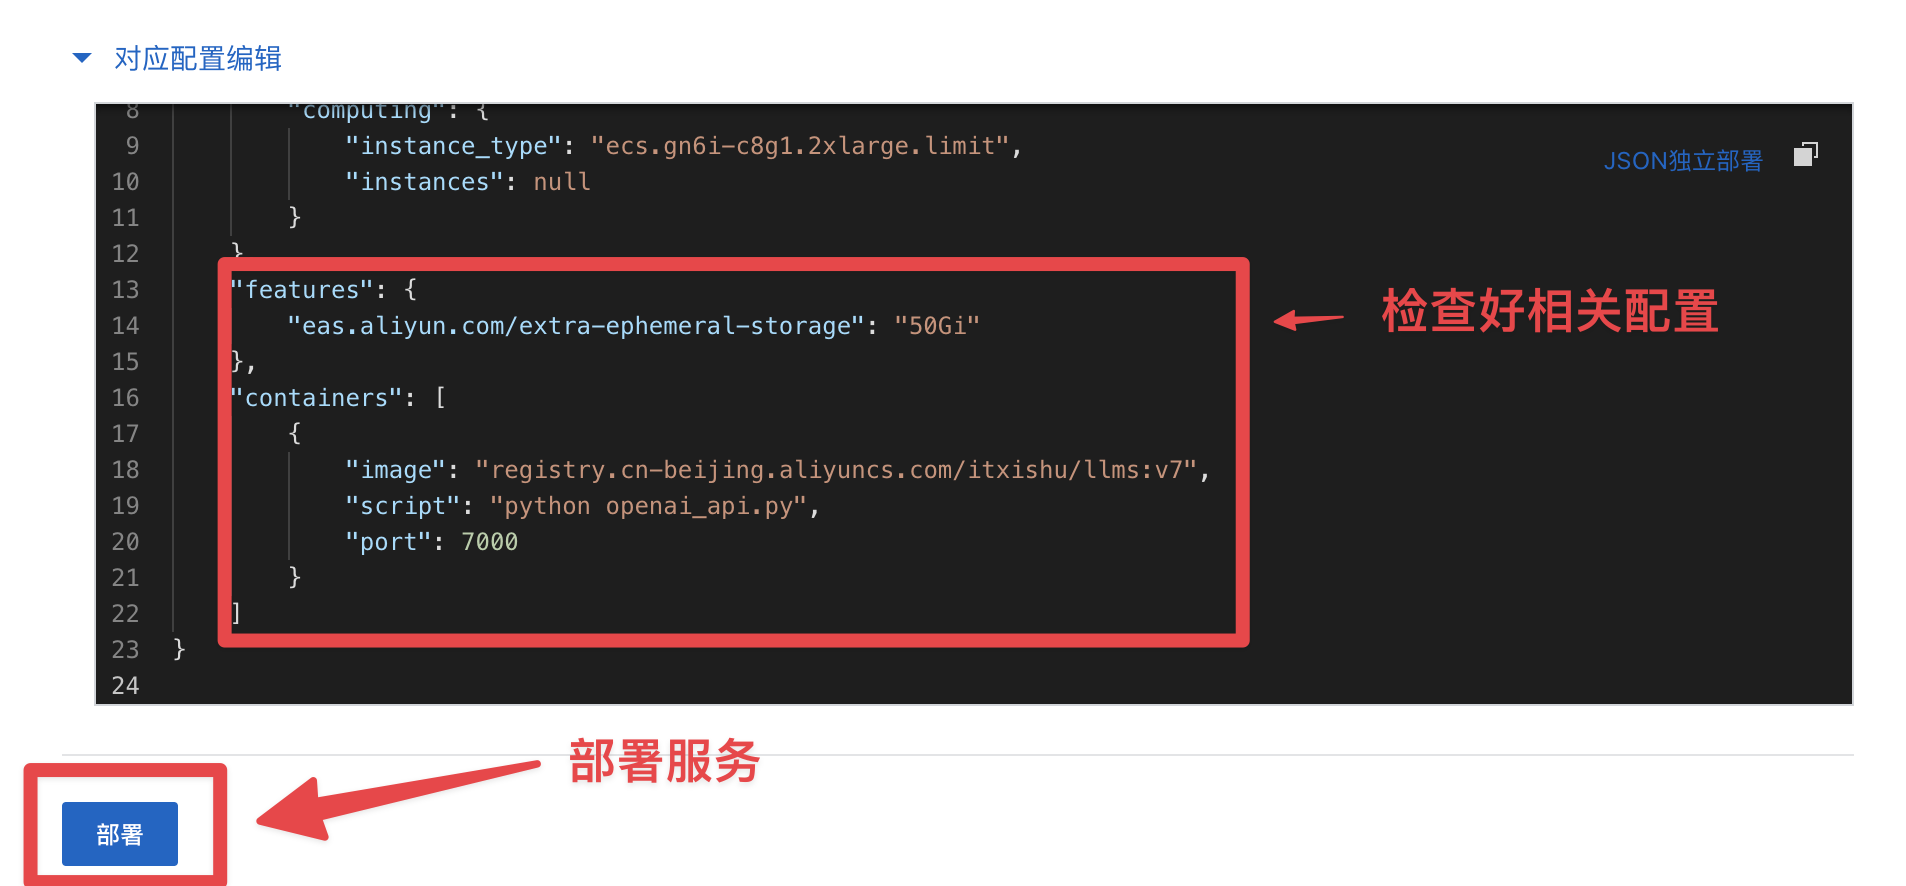 对应配置编辑
8 "computing": {
9 "instance_type": "ecs.gn6i-c8g1.2xlarge.limit",
JSON独立部署
10 "instances": null
11 }
12 }
13 "features": {
14 "eas.aliyun.com/extra-ephemeral-storage": "50Gi"
检查好相关配置
15 },
16 "containers": [
17 {
18 "image": "registry.cn-beijing.aliyuncs.com/itxishu/llms:v7",
19 "script": "python openai_api.py",
20 "port": 7000
21 }
22 ]
23 }
24
部署服务
部署